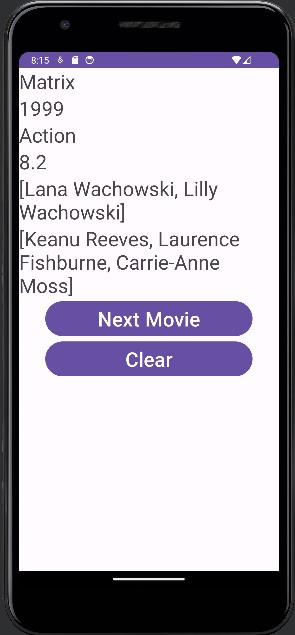 8:15
Matrix
1999
Action
8.2
[Lana Wachowski, Lilly
Wachowski]
[Keanu Reeves, Laurence
Fishburne, Carrie-Anne
Moss]
Next Movie
Clear